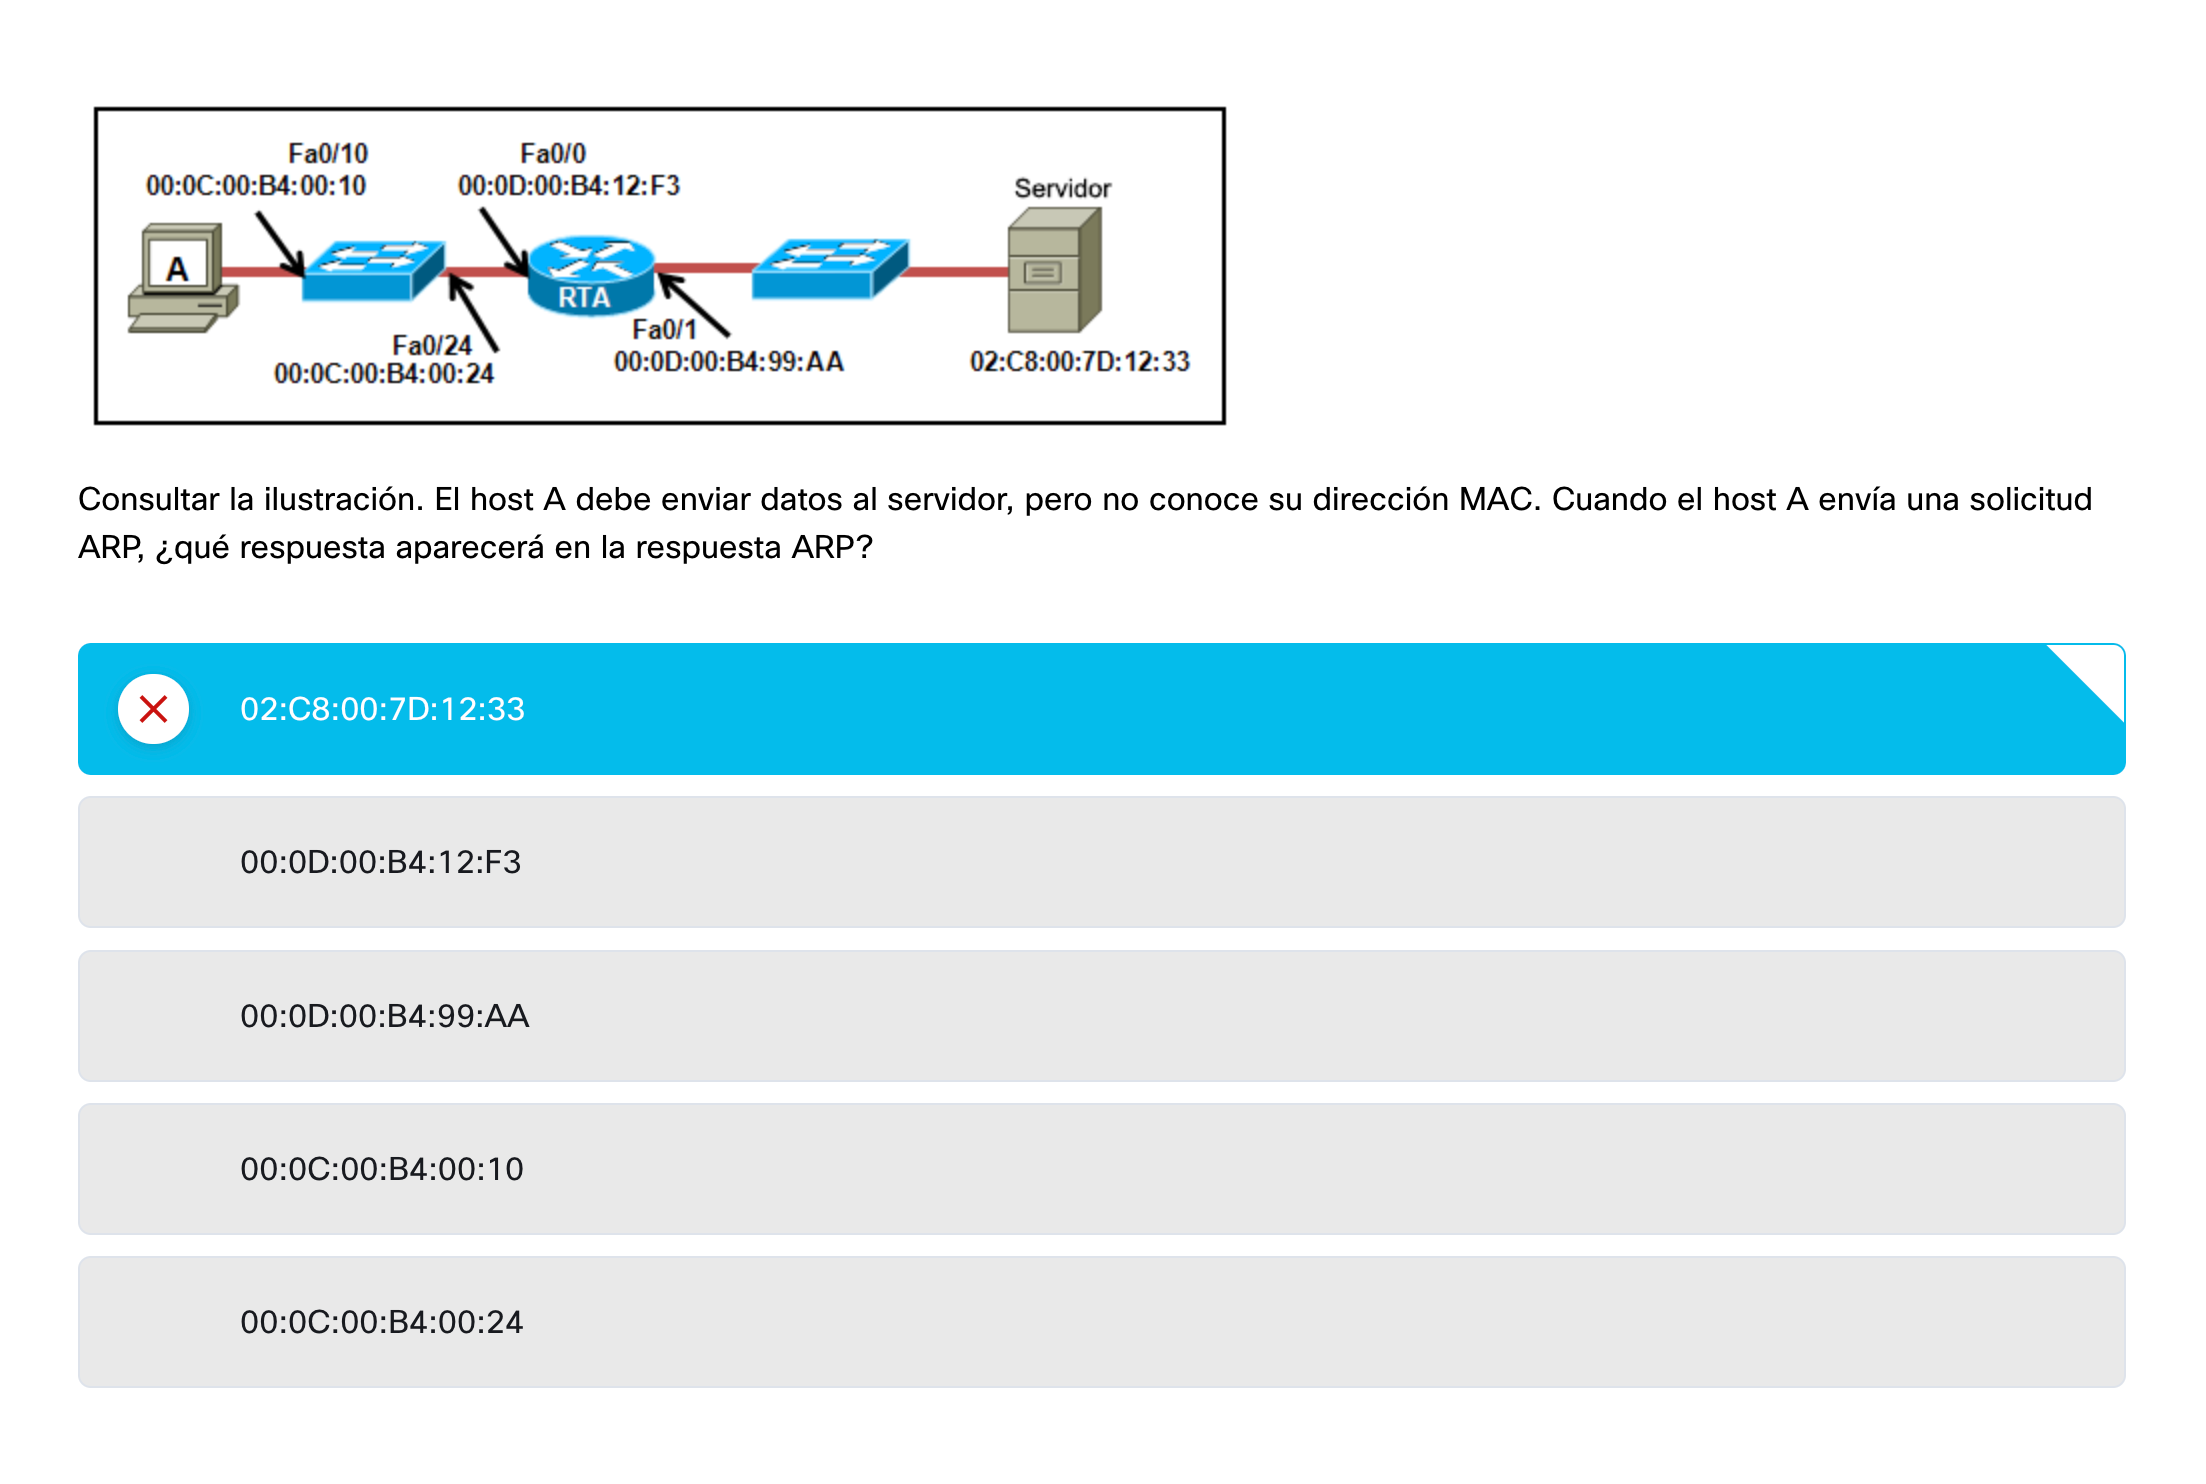 Fa0/10
00:0C:00:B4:00:10
Fa0/0
00:0D:00:B4:12:F3
Servidor
A
RTA
Fa0/24
00:0C:00:B4:00:24
Fa0/1
00:0D:00:B4:99:AA
02:C8:00:7D:12:33
Consultar la ilustración. El host A debe enviar datos al servidor, pero no conoce su dirección MAC. Cuando el host A envía una solicitud
ARP, ¿qué respuesta aparecerá en la respuesta ARP?
02:C8:00:7D:12:33
00:0D:00:B4:12:F3
00:0D:00:B4:99:AA
00:0C:00:B4:00:10
00:0C:00:B4:00:24